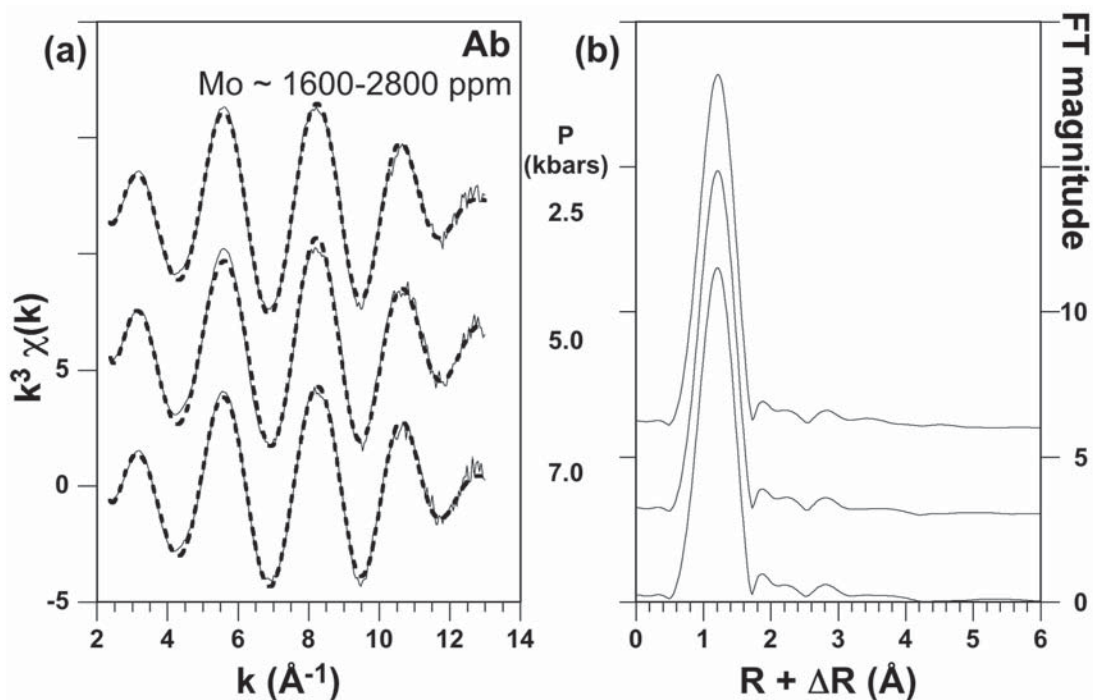 (a)
Ab
Mo ~ 1600-2800 ppm
k³ χ(k)
5
0
-5
2 4 6 8 10 12 14
k (Å⁻¹)
P
(kbars)
2.5
5.0
7.0
(b)
FT magnitude
10
5
0
0 1 2 3 4 5 6
R + ΔR (Å)